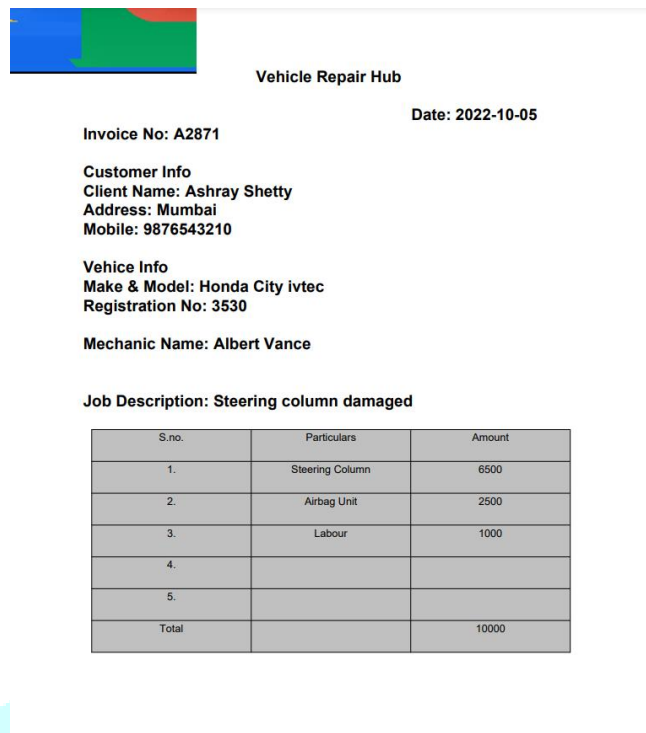 Vehicle Repair Hub
Date: 2022-10-05
Invoice No: A2871
Customer Info
Client Name: Ashray Shetty
Address: Mumbai
Mobile: 9876543210
Vehice Info
Make & Model: Honda City ivtec
Registration No: 3530
Mechanic Name: Albert Vance
Job Description: Steering column damaged
S.no. Particulars Amount
1. Steering Column 6500
2. Airbag Unit 2500
3. Labour 1000
4.
5.
Total 10000